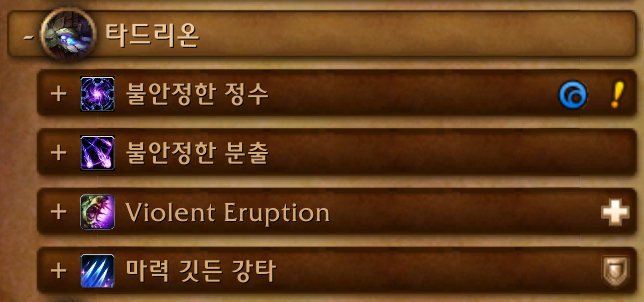 - 타드리온
+ 불안정한 정수
+ 불안정한 분출
+ Violent Eruption
+ 마력 깃든 강타